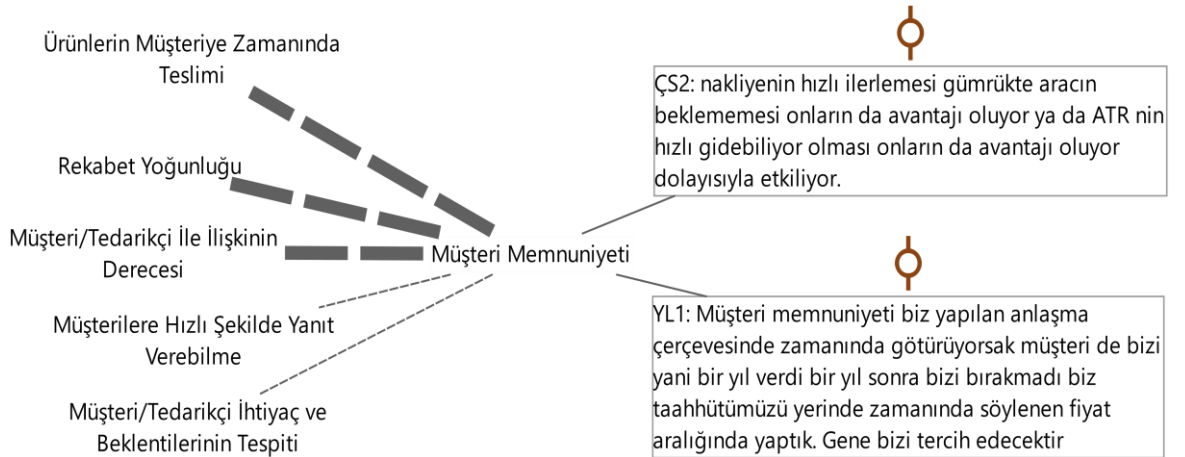 Ürünlerin Müşteriye Zamanında
Teslimi
Rekabet Yoğunluğu
Müşteri/Tedarikçi İle İlişkinin
Derecesi
Müşterilere Hızlı Şekilde Yanıt
Verebilme
Müşteri/Tedarikçi İhtiyaç ve
Beklentilerinin Tespiti
Müşteri Memnuniyeti
ÇS2: nakliyenin hızlı ilerlemesi gümrükte aracın
beklememesi onların da avantajı oluyor ya da ATR nin
hızlı gidebiliyor olması onların da avantajı oluyor
dolayısıyla etkiliyor.
YL1: Müşteri memnuniyeti biz yapılan anlaşma
çerçevesinde zamanında götürüyorsak müşteri de bizi
yani bir yıl verdi bir yıl sonra bizi bırakmadı biz
taahhütümüzü yerinde zamanında söylenen fiyat
aralığında yaptık. Gene bizi tercih edecektir